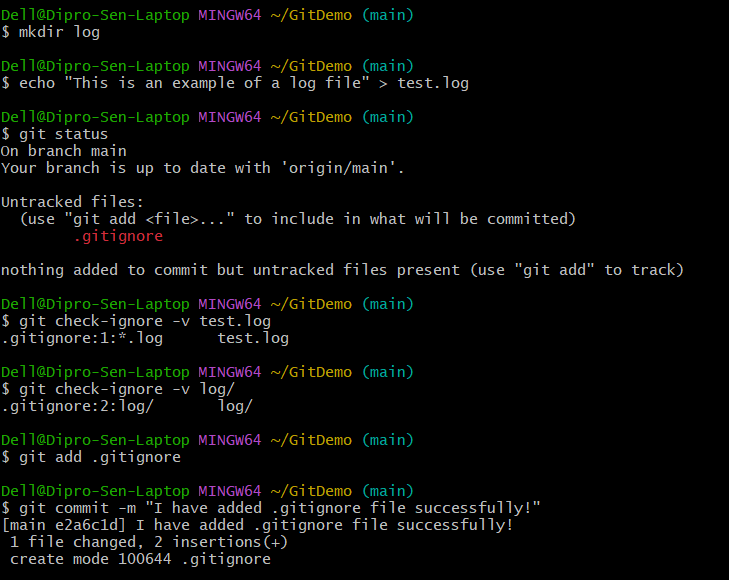 Dell@Dipro-Sen-Laptop MINGW64 ~/GitDemo (main)
$ mkdir log

Dell@Dipro-Sen-Laptop MINGW64 ~/GitDemo (main)
$ echo "This is an example of a log file" > test.log

Dell@Dipro-Sen-Laptop MINGW64 ~/GitDemo (main)
$ git status
On branch main
Your branch is up to date with 'origin/main'.

Untracked files:
  (use "git add <file>..." to include in what will be committed)
        .gitignore

nothing added to commit but untracked files present (use "git add" to track)

Dell@Dipro-Sen-Laptop MINGW64 ~/GitDemo (main)
$ git check-ignore -v test.log
.gitignore:1:*.log      test.log

Dell@Dipro-Sen-Laptop MINGW64 ~/GitDemo (main)
$ git check-ignore -v log/
.gitignore:2:log/       log/

Dell@Dipro-Sen-Laptop MINGW64 ~/GitDemo (main)
$ git add .gitignore

Dell@Dipro-Sen-Laptop MINGW64 ~/GitDemo (main)
$ git commit -m "I have added .gitignore file successfully!"
[main e2a6c1d] I have added .gitignore file successfully!
 1 file changed, 2 insertions(+)
 create mode 100644 .gitignore